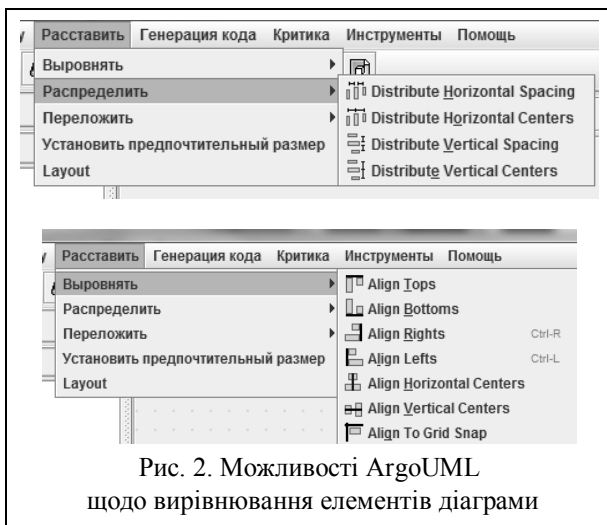 Расставить Генерация кода Критика Инструменты Помощь
Выровнять
Распределить
Distribute Horizontal Spacing
Переложить
Distribute Horizontal Centers
Установить предпочтительный размер
Distribute Vertical Spacing
Layout
Distribute Vertical Centers
Расставить Генерация кода Критика Инструменты Помощь
Выровнять
Align Tops
Распределить
Align Bottoms
Переложить
Align Rights Ctrl-R
Установить предпочтительный размер
Align Lefts Ctrl-L
Layout
Align Horizontal Centers
Align Vertical Centers
Align To Grid Snap
Рис. 2. Можливості ArgoUML
щодо вирівнювання елементів діаграми